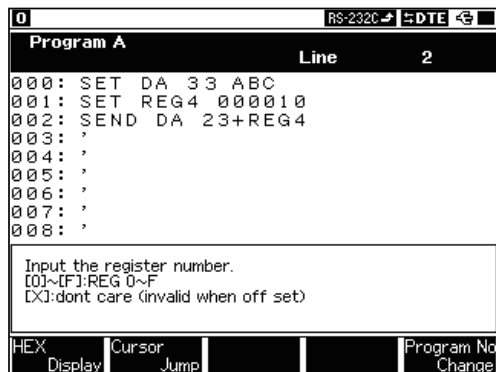 0 RS-232C DTE
Program A
Line 2
000: SET DA 33 ABC
001: SET REG4 000010
002: SEND DA 23+REG4
003: '
004: '
005: '
006: '
007: '
008: '
Input the register number.
[0]~[F]:REG 0~F
[X]:dont care (invalid when off set)
HEX Display
Cursor Jump
Program No Change